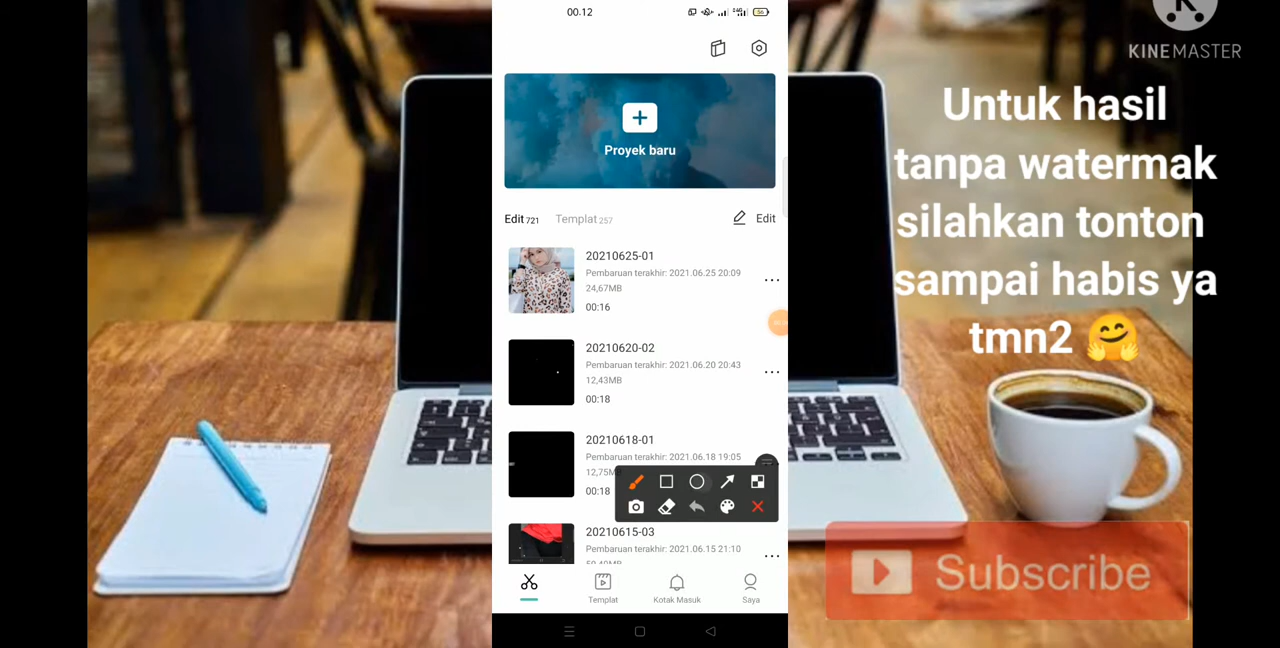 00.12
56
KINEMASTER
Untuk hasil
tanpa watermak
silahkan tonton
sampai habis ya
tmn2 🤗
Proyek baru
Edit 721
Templat 257
Edit
20210625-01
Pembaruan terakhir: 2021.06.25 20:09
24,67MB
00:16
20210620-02
Pembaruan terakhir: 2021.06.20 20:43
12,43MB
00:18
20210618-01
Pembaruan terakhir: 2021.06.18 19:05
12,75M
00:18
20210615-03
Pembaruan terakhir: 2021.06.15 21:10
Subscribe
Templat
Kotak Masuk
Saya